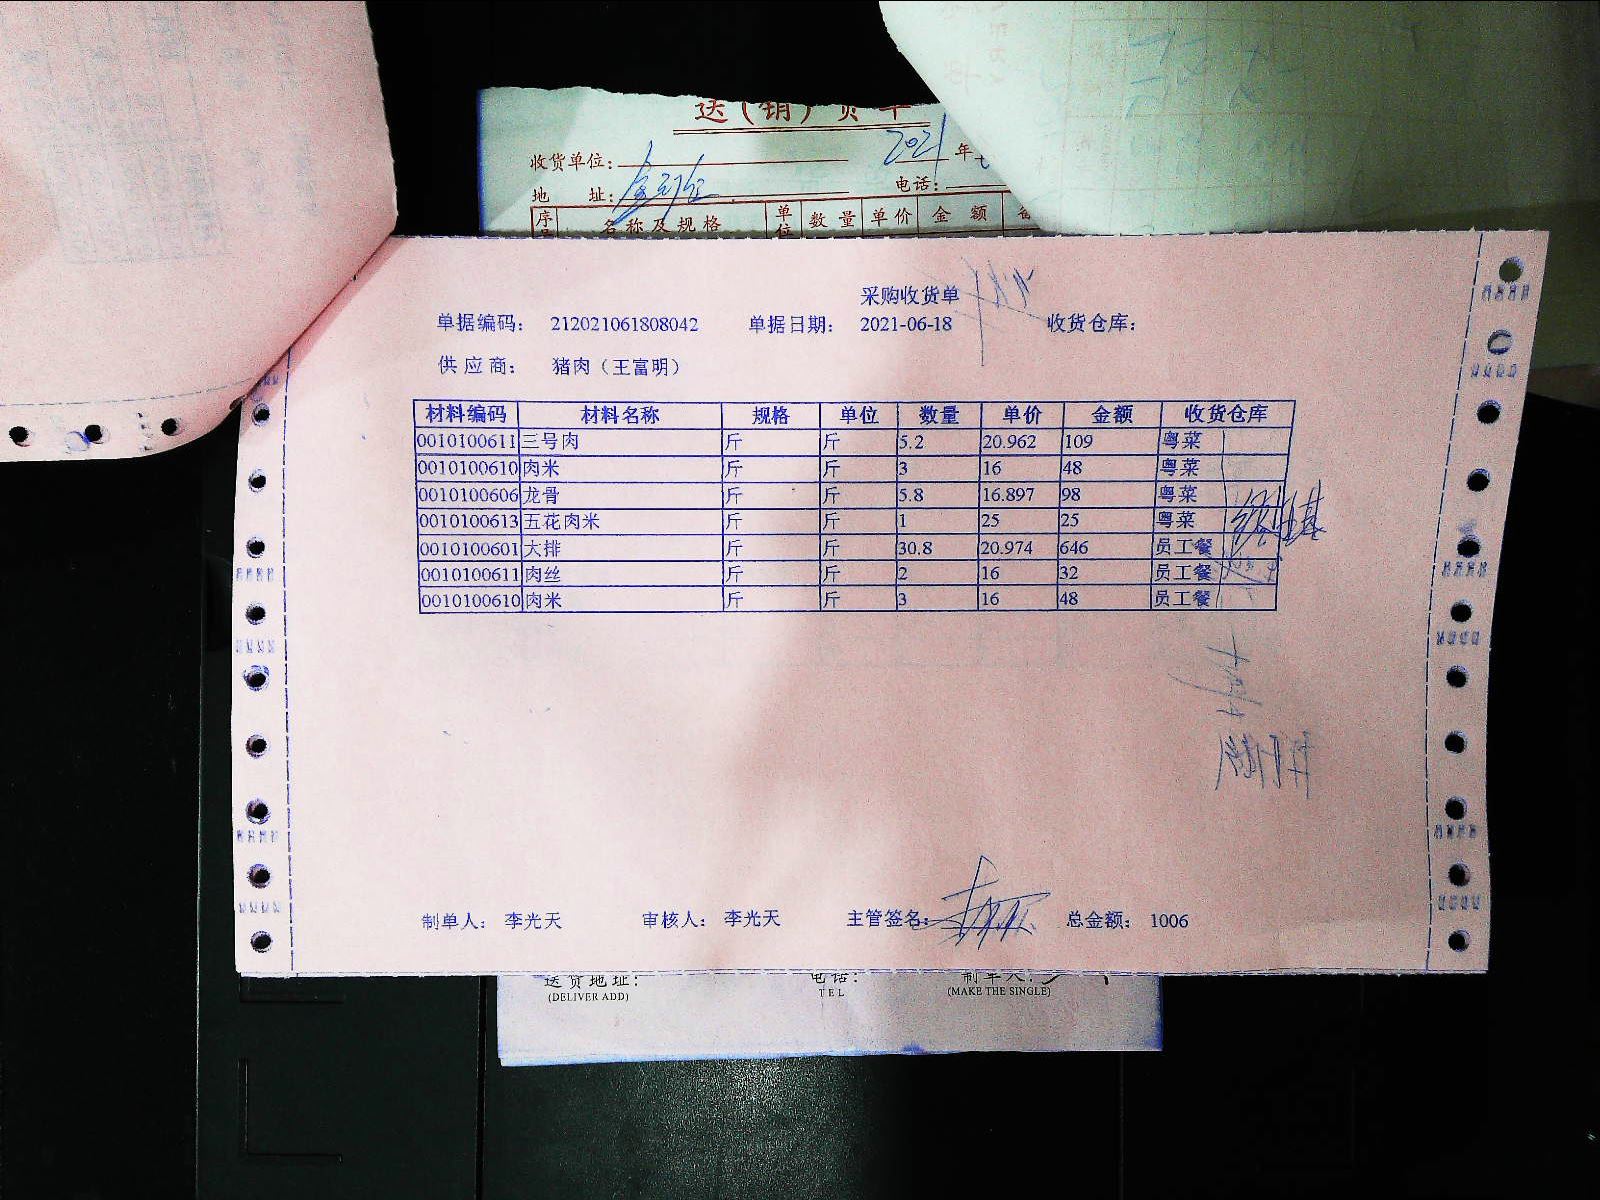 送（销）货单
收货单位： 2021 年
地 址： 电话：
序号 名称及规格 单位 数量 单价 金额 备
采购收货单
单据编码： 212021061808042 单据日期： 2021-06-18 收货仓库：
供应商： 猪肉（王富明）
材料编码 材料名称 规格 单位 数量 单价 金额 收货仓库
0010100611 三号肉 斤 斤 5.2 20.962 109 粤菜
0010100610 肉米 斤 斤 3 16 48 粤菜
0010100606 龙骨 斤 斤 5.8 16.897 98 粤菜
0010100613 五花肉米 斤 斤 1 25 25 粤菜
0010100601 大排 斤 斤 30.8 20.974 646 员工餐
0010100611 肉丝 斤 斤 2 16 32 员工餐
0010100610 肉米 斤 斤 3 16 48 员工餐
制单人： 李光天 审核人： 李光天 主管签名： 总金额： 1006
送货地址： 电话： 制单人：
(DELIVER ADD) TEL (MAKE THE SINGLE)